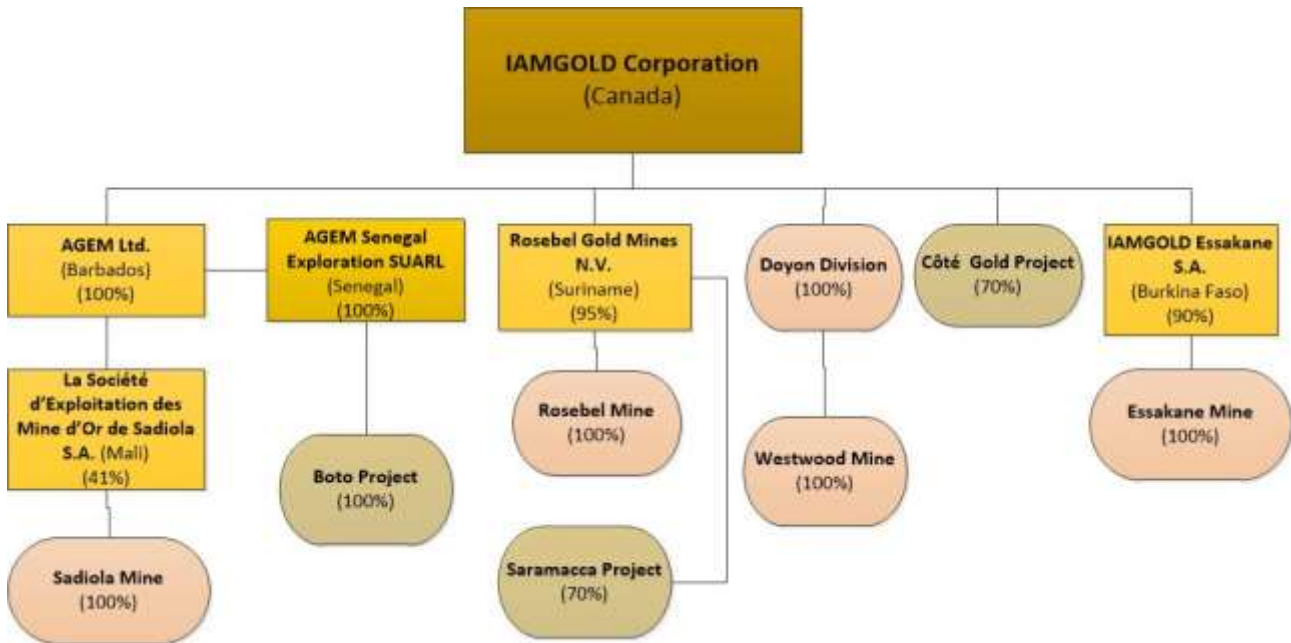 IAMGOLD Corporation
(Canada)
AGEM Ltd.
(Barbados)
(100%)
AGEM Senegal
Exploration SUARL
(Senegal)
(100%)
Rosebel Gold Mines
N.V.
(Suriname)
(95%)
Doyon Division
(100%)
Côté Gold Project
(70%)
IAMGOLD Essakane
S.A.
(Burkina Faso)
(90%)
La Société
d'Exploitation des
Mine d'Or de Sadiola
S.A. (Mali)
(41%)
Boto Project
(100%)
Rosebel Mine
(100%)
Westwood Mine
(100%)
Essakane Mine
(100%)
Sadiola Mine
(100%)
Saramacca Project
(70%)